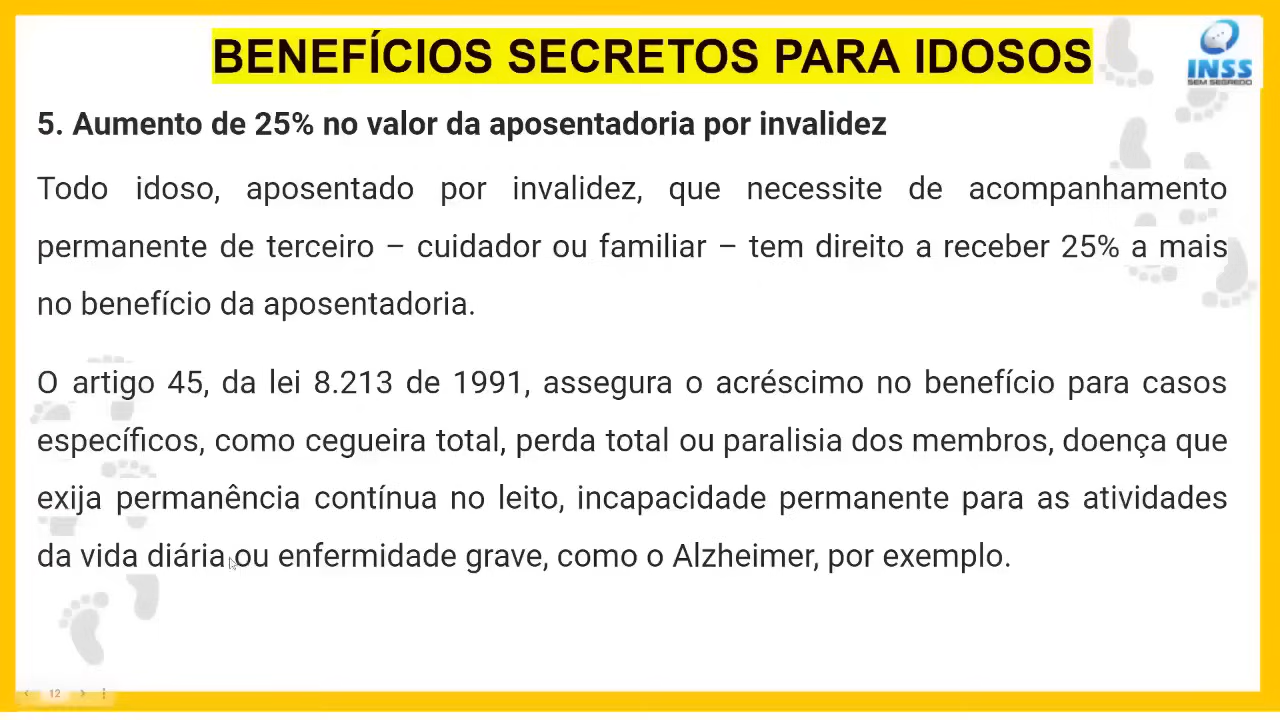 BENEFÍCIOS SECRETOS PARA IDOSOS
INSS
SEM SEGREDO
5. Aumento de 25% no valor da aposentadoria por invalidez
Todo idoso, aposentado por invalidez, que necessite de acompanhamento
permanente de terceiro – cuidador ou familiar – tem direito a receber 25% a mais
no benefício da aposentadoria.
O artigo 45, da lei 8.213 de 1991, assegura o acréscimo no benefício para casos
específicos, como cegueira total, perda total ou paralisia dos membros, doença que
exija permanência contínua no leito, incapacidade permanente para as atividades
da vida diária ou enfermidade grave, como o Alzheimer, por exemplo.
12